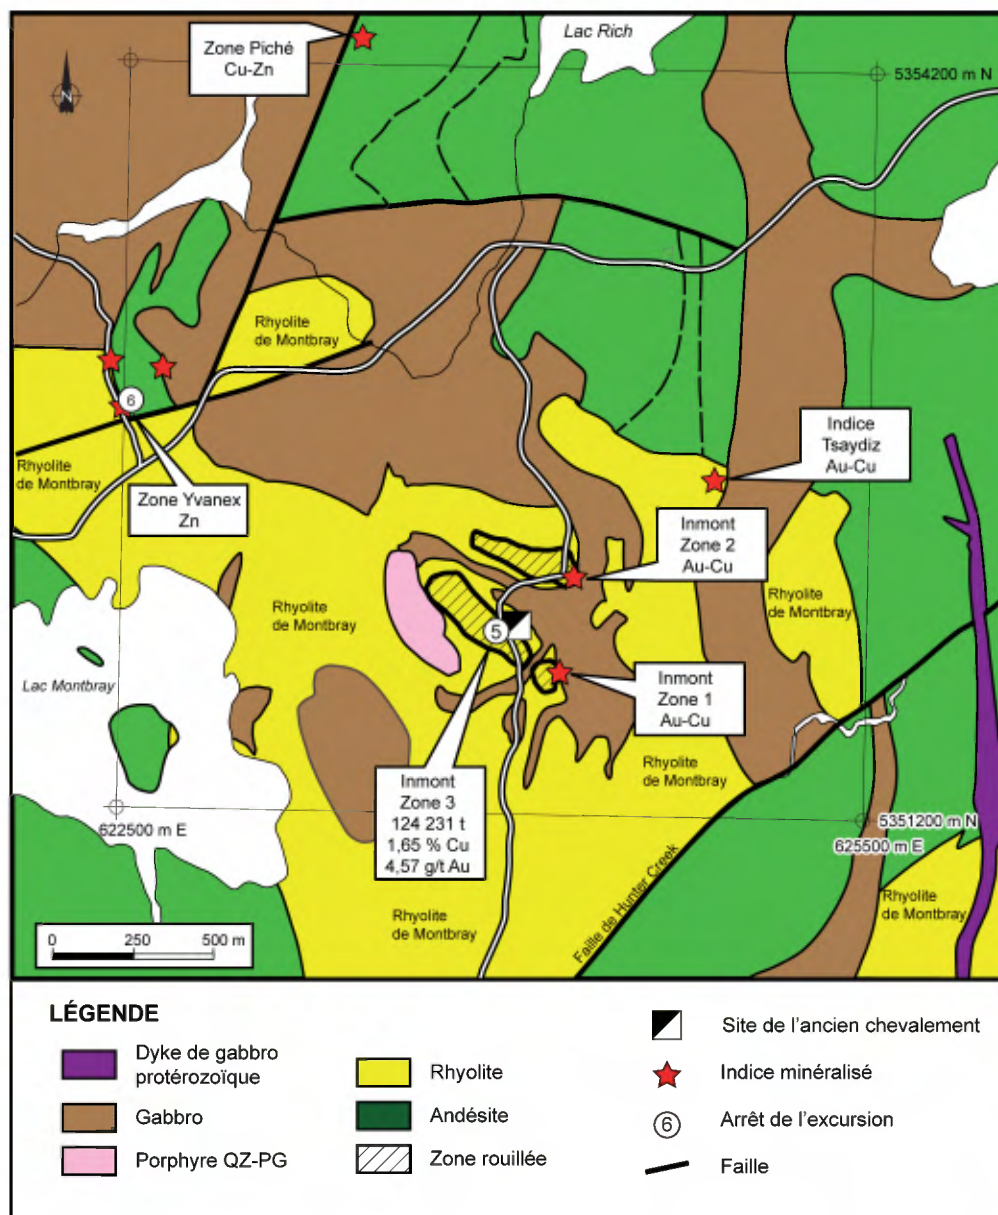 Lac Rich
Zone Piché
Cu-Zn
N
5354200 m N
Rhyolite
de Montbray
6
Rhyolite
de Montbray
Zone Yvanex
Zn
Indice
Tsaydiz
Au-Cu
Inmont
Zone 2
Au-Cu
Rhyolite
de Montbray
Rhyolite
de Montbray
5
Lac Montbray
Inmont
Zone 1
Au-Cu
Rhyolite
de Montbray
Inmont
Zone 3
124 231 t
1,65 % Cu
4,57 g/t Au
622500 m E
5351200 m N
625500 m E
Faille de Hunter Creek
Rhyolite
de Montbray
Rhyolite
de Montbray
0 250 500 m
LÉGENDE
Dyke de gabbro
protérozoïque
Gabbro
Porphyre QZ-PG
Rhyolite
Andésite
Zone rouillée
Site de l'ancien chevalement
Indice minéralisé
6 Arrêt de l'excursion
Faille